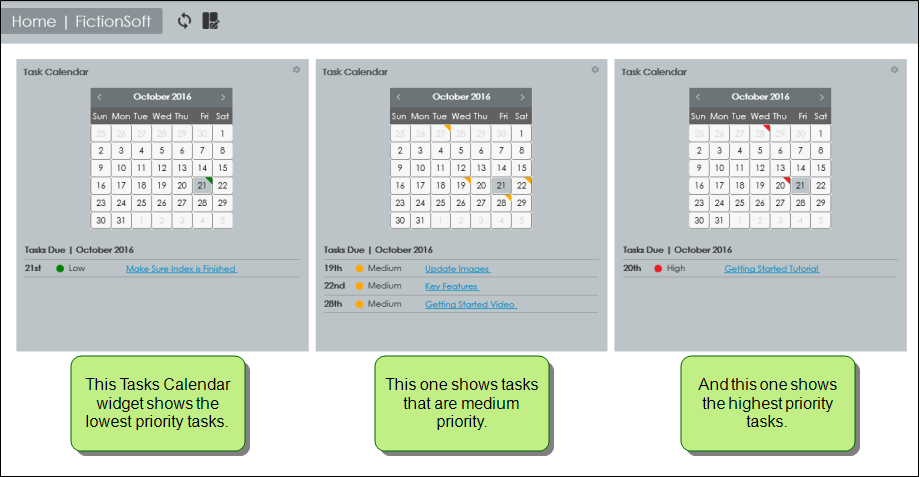 Home | FictionSoft
Task Calendar
October 2016
Sun Mon Tue Wed Thu Fri Sat
25 26 27 28 29 30 1
2 3 4 5 6 7 8
9 10 11 12 13 14 15
16 17 18 19 20 21 22
23 24 25 26 27 28 29
30 31 1 2 3 4 5
Tasks Due | October 2016
21st Low Make Sure Index is Finished
Task Calendar
October 2016
Sun Mon Tue Wed Thu Fri Sat
25 26 27 28 29 30 1
2 3 4 5 6 7 8
9 10 11 12 13 14 15
16 17 18 19 20 21 22
23 24 25 26 27 28 29
30 31 1 2 3 4 5
Tasks Due | October 2016
19th Medium Update Images
22nd Medium Key Features
28th Medium Getting Started Video
Task Calendar
October 2016
Sun Mon Tue Wed Thu Fri Sat
25 26 27 28 29 30 1
2 3 4 5 6 7 8
9 10 11 12 13 14 15
16 17 18 19 20 21 22
23 24 25 26 27 28 29
30 31 1 2 3 4 5
Tasks Due | October 2016
20th High Getting Started Tutorial
This Tasks Calendar
widget shows the
lowest priority tasks.
This one shows tasks
that are medium
priority.
And this one shows
the highest priority
tasks.